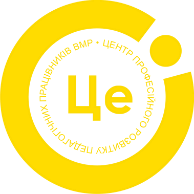 ЦЕНТР ПРОФЕСІЙНОГО РОЗВИТКУ ПЕДАГОГІЧНИХ ПРАЦІВНИКІВ ВМР •
Це